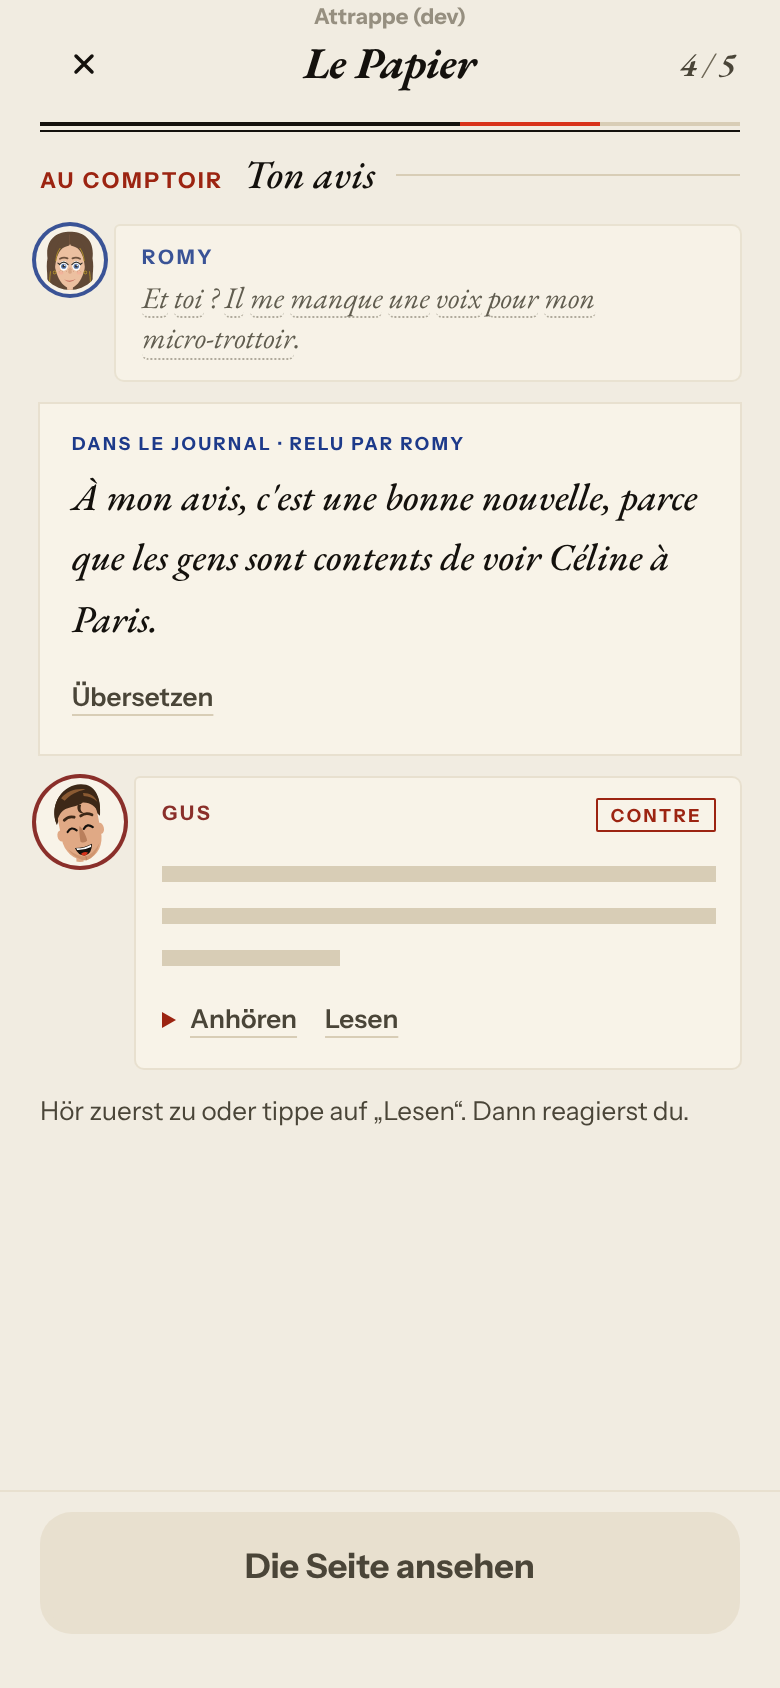 Attrappe (dev)
Le Papier
4 / 5
AU COMPTOIR Ton avis
ROMY
Et toi ? Il me manque une voix pour mon
micro-trottoir.
DANS LE JOURNAL · RELU PAR ROMY
À mon avis, c'est une bonne nouvelle, parce
que les gens sont contents de voir Céline à
Paris.
Übersetzen
GUS
CONTRE
Anhören Lesen
Hör zuerst zu oder tippe auf „Lesen“. Dann reagierst du.
Die Seite ansehen